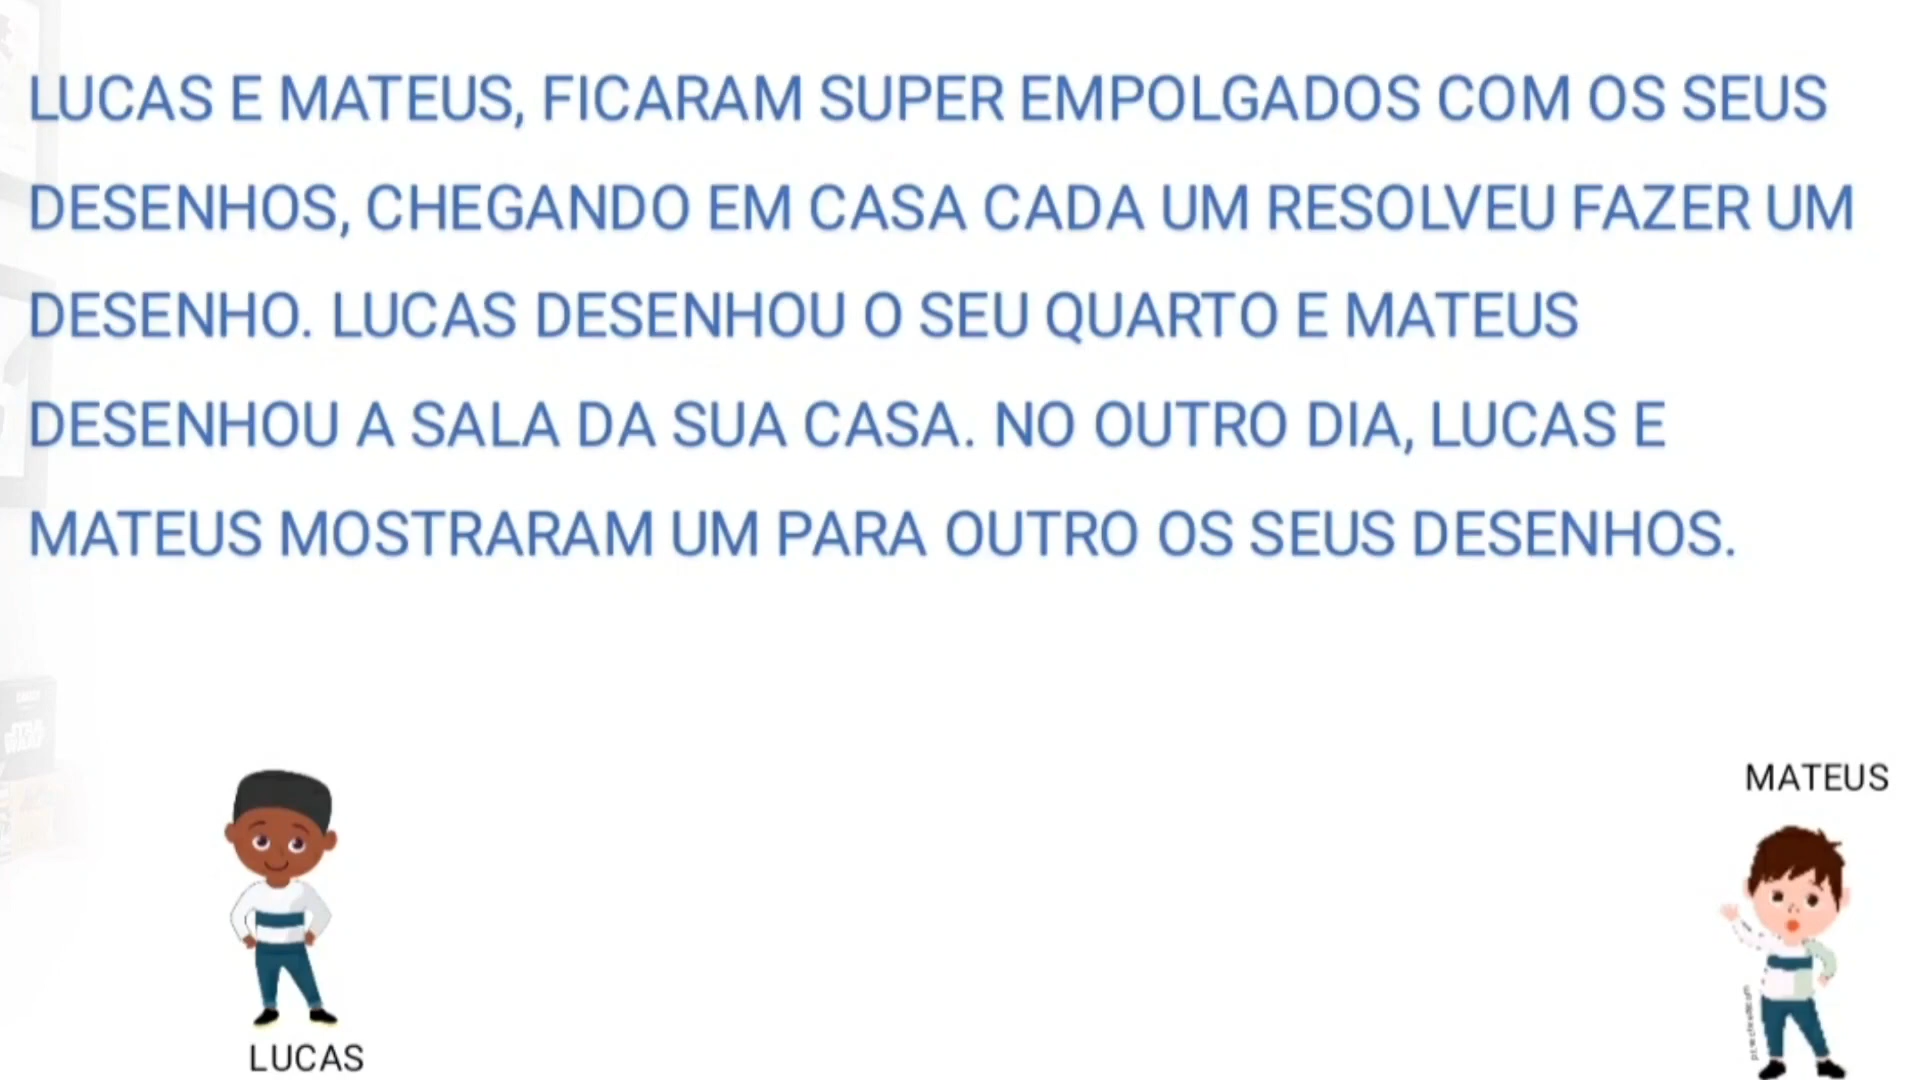 LUCAS E MATEUS, FICARAM SUPER EMPOLGADOS COM OS SEUS
DESENHOS, CHEGANDO EM CASA CADA UM RESOLVEU FAZER UM
DESENHO. LUCAS DESENHOU O SEU QUARTO E MATEUS
DESENHOU A SALA DA SUA CASA. NO OUTRO DIA, LUCAS E
MATEUS MOSTRARAM UM PARA OUTRO OS SEUS DESENHOS.
STAR
WARS
MATEUS
LUCAS